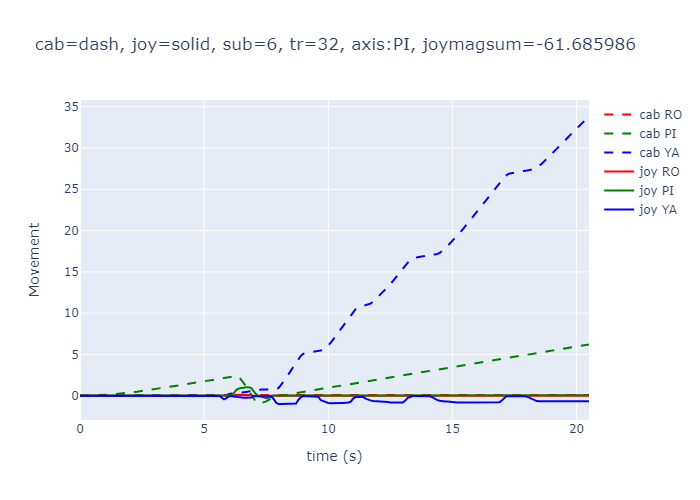 cab=dash, joy=solid, sub=6, tr=32, axis:PI, joymagsum=-61.685986
35
30
25
20
15
10
5
0
Movement
0 5 10 15 20
time (s)
cab RO
cab PI
cab YA
joy RO
joy PI
joy YA